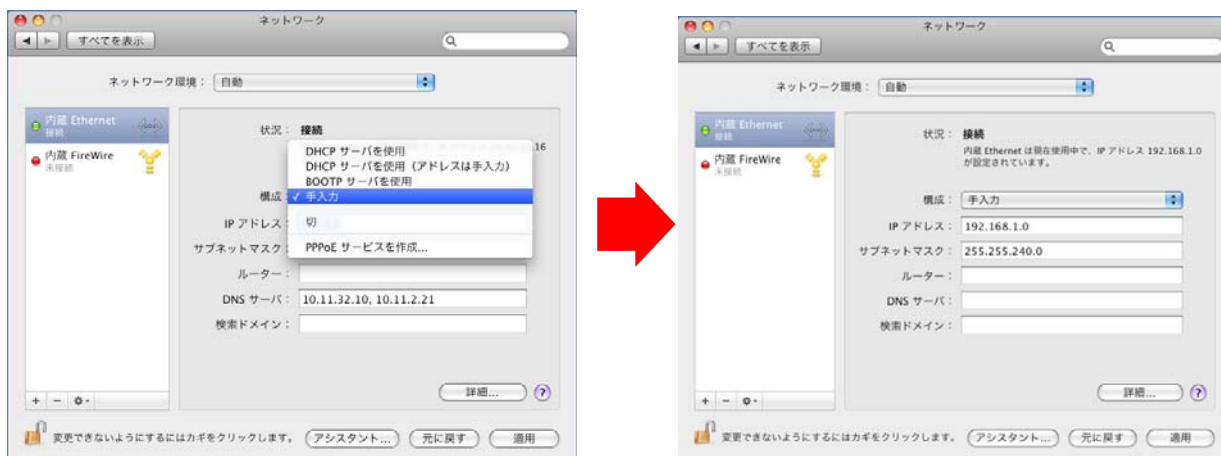 ネットワーク
すべてを表示
ネットワーク環境： 自動
内蔵 Ethernet
接続
内蔵 FireWire
未接続
状況： 接続
16
DHCP サーバを使用
DHCP サーバを使用（アドレスは手入力）
BOOTP サーバを使用
構成： ✓ 手入力
IP アドレス：
切
サブネットマスク：
PPPoE サービスを作成...
ルーター：
DNS サーバ： 10.11.32.10, 10.11.2.21
検索ドメイン：
詳細... ?
+ -
変更できないようにするにはカギをクリックします。
アシスタント... 元に戻す 適用
ネットワーク
すべてを表示
ネットワーク環境： 自動
内蔵 Ethernet
接続
内蔵 FireWire
未接続
状況： 接続
内蔵 Ethernet は現在使用中で、IP アドレス 192.168.1.0
が設定されています。
構成： 手入力
IP アドレス： 192.168.1.0
サブネットマスク： 255.255.240.0
ルーター：
DNS サーバ：
検索ドメイン：
詳細... ?
+ -
変更できないようにするにはカギをクリックします。
アシスタント... 元に戻す 適用